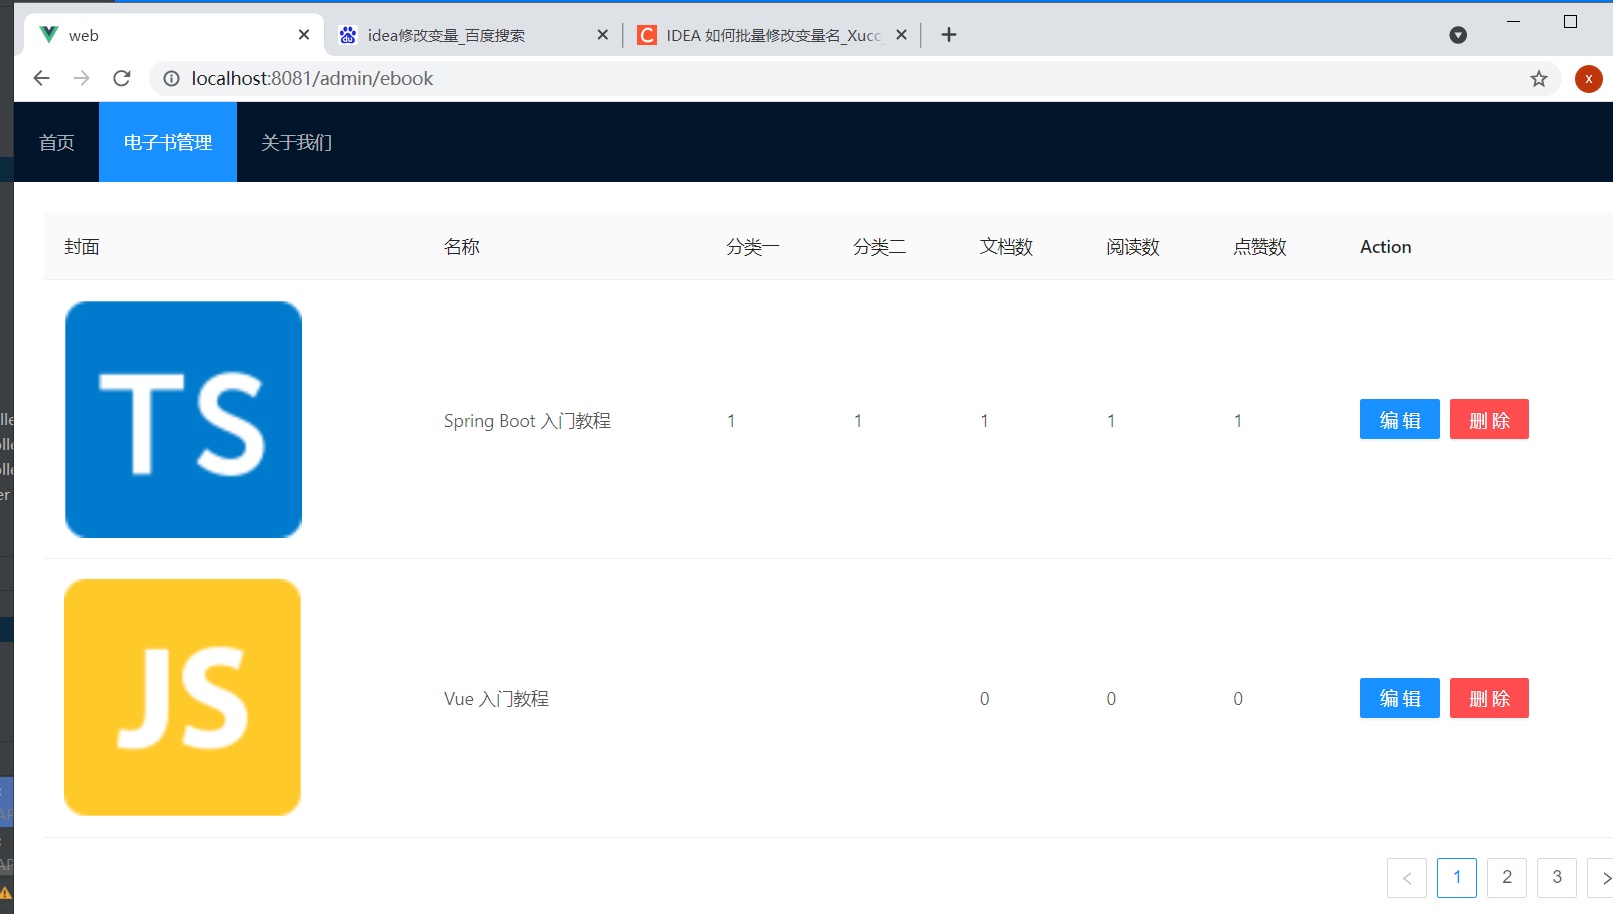 web
idea修改变量_百度搜索
IDEA 如何批量修改变量名_Xucc
localhost:8081/admin/ebook
x
首页
电子书管理
关于我们
封面
名称
分类一
分类二
文档数
阅读数
点赞数
Action
TS
Spring Boot 入门教程
1
1
1
1
1
编 辑
删 除
JS
Vue 入门教程
0
0
0
编 辑
删 除
< 1 2 3 >